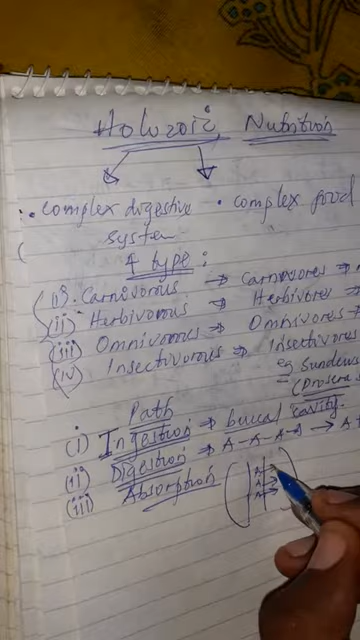 Holozoic Nutrition
• complex digestive • complex food
system
4 type :
(i). Carnivorous → Carnivores →
(ii) Herbivorous → Herbivores →
(iii) Omnivorous → Omnivores →
(iv) Insectivorous → Insectivores
eg Sundews
(Drosera
Path
(i) Ingestion → buccal cavity.
(ii) Digestion → A-A-A-A → A+
(iii) Absorption